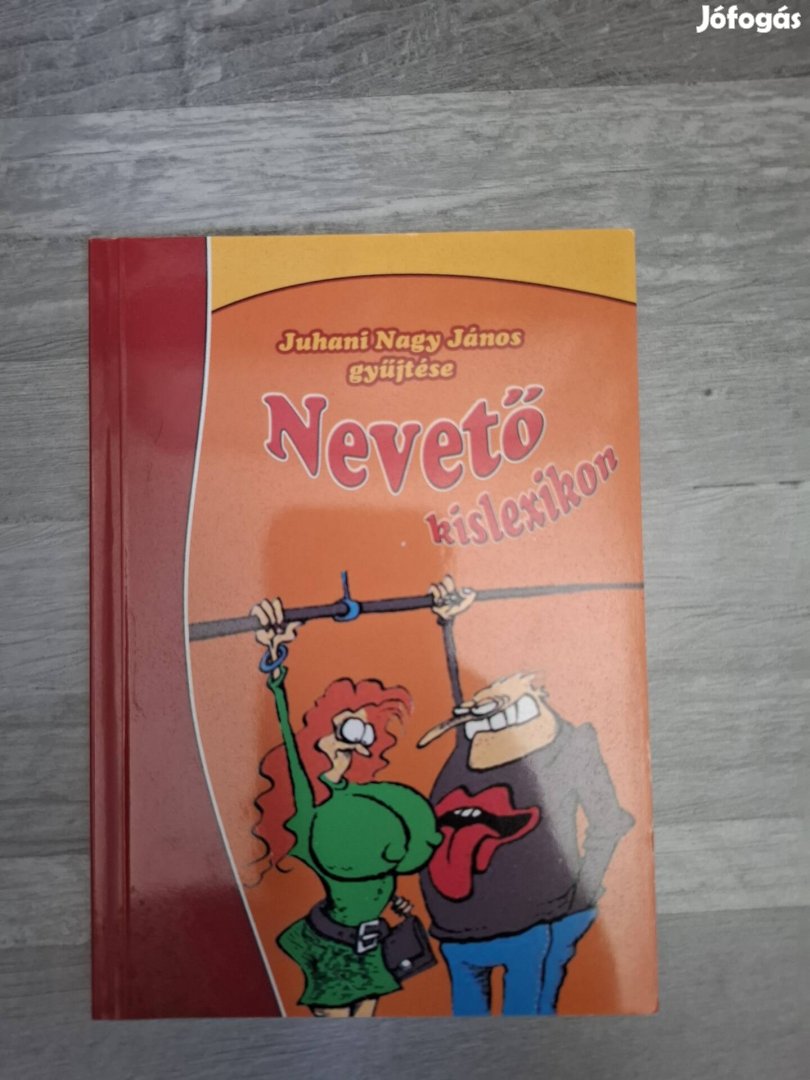 Jófogás
Juhani Nagy János
gyűjtése
Nevető
kislexikon